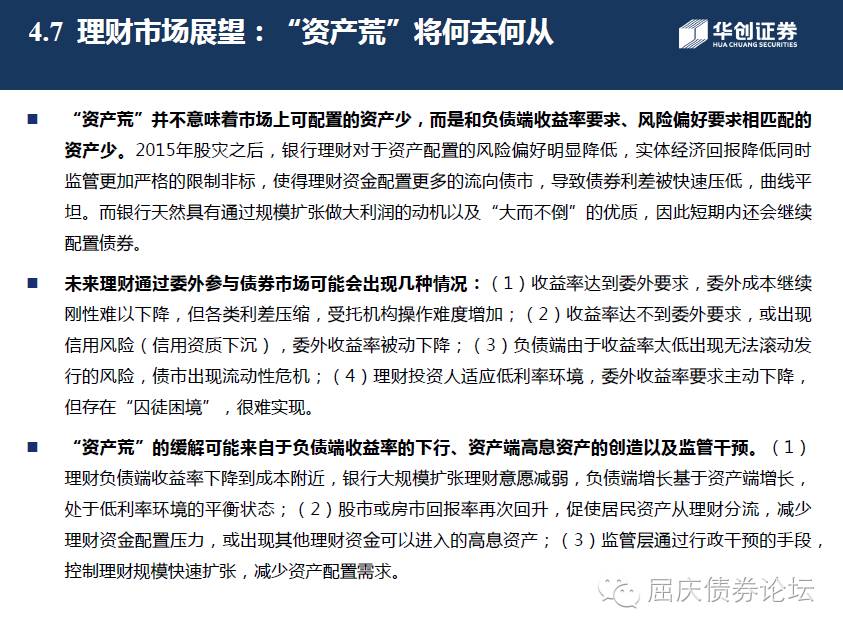 4.7 理财市场展望：“资产荒”将何去何从
华创证券
HUA CHUANG SECURITIES
“资产荒”并不意味着市场上可配置的资产少，而是和负债端收益率要求、风险偏好要求相匹配的
资产少。2015年股灾之后，银行理财对于资产配置的风险偏好明显降低，实体经济回报降低同时
监管更加严格的限制非标，使得理财资金配置更多的流向债市，导致债券利差被快速压低，曲线平
坦。而银行天然具有通过规模扩张做大利润的动机以及“大而不倒”的优质，因此短期内还会继续
配置债券。
未来理财通过委外参与债券市场可能会出现几种情况：（1）收益率达到委外要求，委外成本继续
刚性难以下降，但各类利差压缩，受托机构操作难度增加；（2）收益率达不到委外要求，或出现
信用风险（信用资质下沉），委外收益率被动下降；（3）负债端由于收益率太低出现无法滚动发
行的风险，债市出现流动性危机；（4）理财投资人适应低利率环境，委外收益率要求主动下降，
但存在“囚徒困境”，很难实现。
“资产荒”的缓解可能来自于负债端收益率的下行、资产端高息资产的创造以及监管干预。（1）
理财负债端收益率下降到成本附近，银行大规模扩张理财意愿减弱，负债端增长基于资产端增长，
处于低利率环境的平衡状态；（2）股市或房市回报率再次回升，促使居民资产从理财分流，减少
理财资金配置压力，或出现其他理财资金可以进入的高息资产；（3）监管层通过行政干预的手段，
控制理财规模快速扩张，减少资产配置需求。
屈庆债券论坛